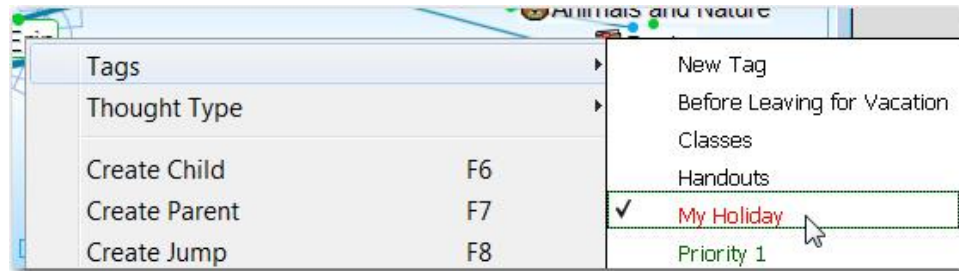 Animals and Nature
Tags
Thought Type
Create Child F6
Create Parent F7
Create Jump F8
New Tag
Before Leaving for Vacation
Classes
Handouts
My Holiday
Priority 1